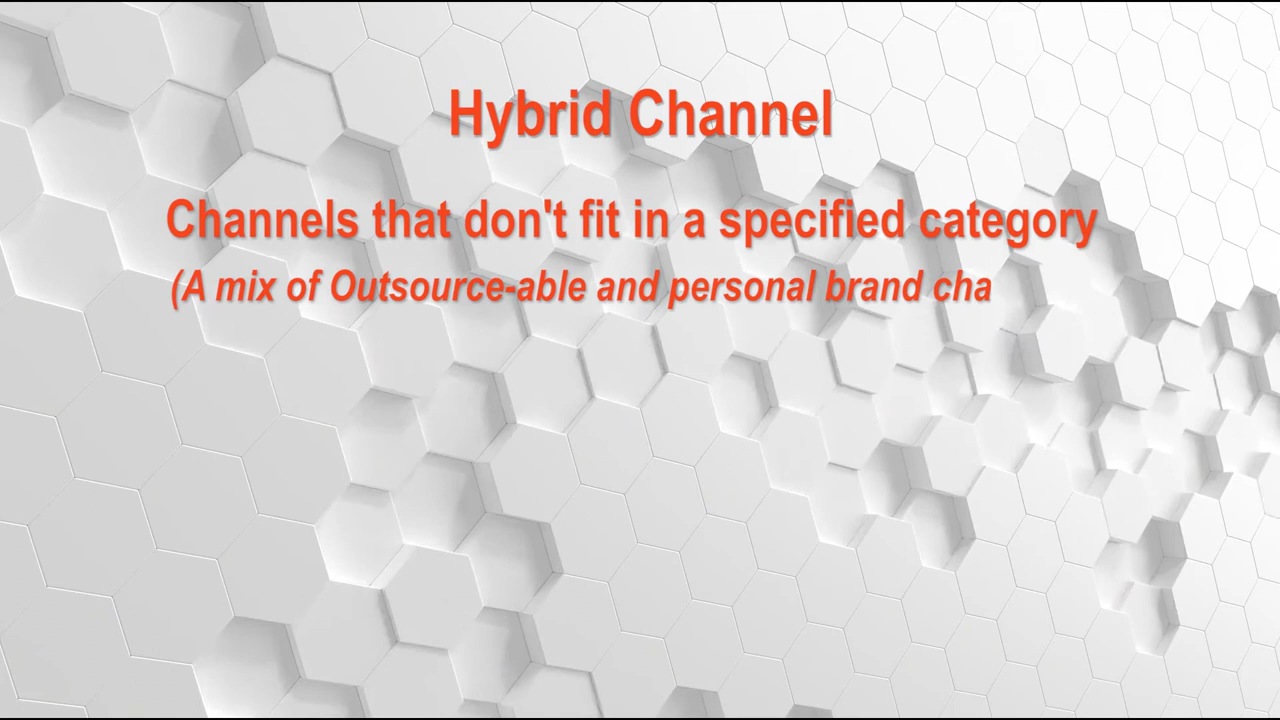 Hybrid Channel
Channels that don't fit in a specified category
(A mix of Outsource-able and personal brand cha